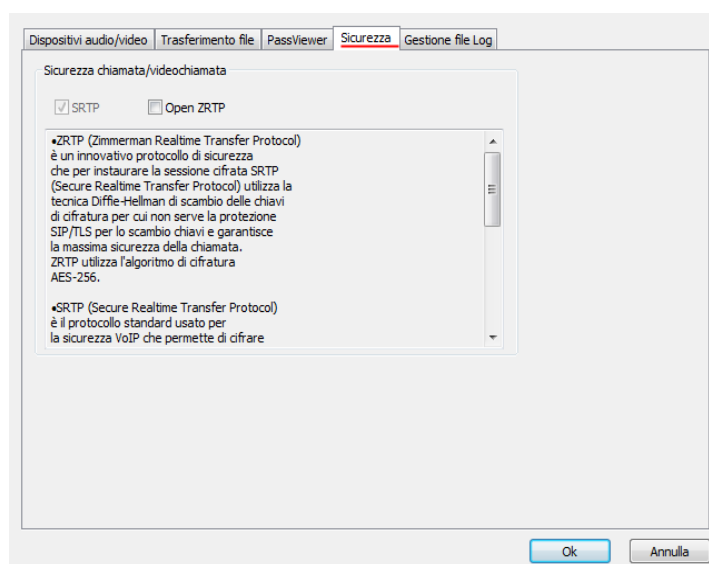 Dispositivi audio/video Trasferimento file PassViewer Sicurezza Gestione file Log
Sicurezza chiamata/videochiamata
SRTP Open ZRTP
•ZRTP (Zimmerman Realtime Transfer Protocol)
è un innovativo protocollo di sicurezza
che per instaurare la sessione cifrata SRTP
(Secure Realtime Transfer Protocol) utilizza la
tecnica Diffie-Hellman di scambio delle chiavi
di cifratura per cui non serve la protezione
SIP/TLS per lo scambio chiavi e garantisce
la massima sicurezza della chiamata.
ZRTP utilizza l'algoritmo di cifratura
AES-256.
•SRTP (Secure Realtime Transfer Protocol)
è il protocollo standard usato per
la sicurezza VoIP che permette di cifrare
Ok Annulla